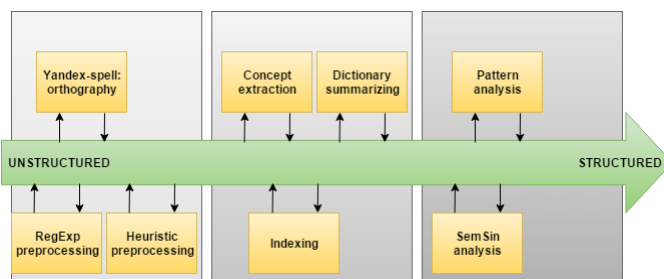 Yandex-spell:
orthography
Concept
extraction
Dictionary
summarizing
Pattern
analysis
UNSTRUCTURED
STRUCTURED
RegExp
preprocessing
Heuristic
preprocessing
Indexing
SemSin
analysis